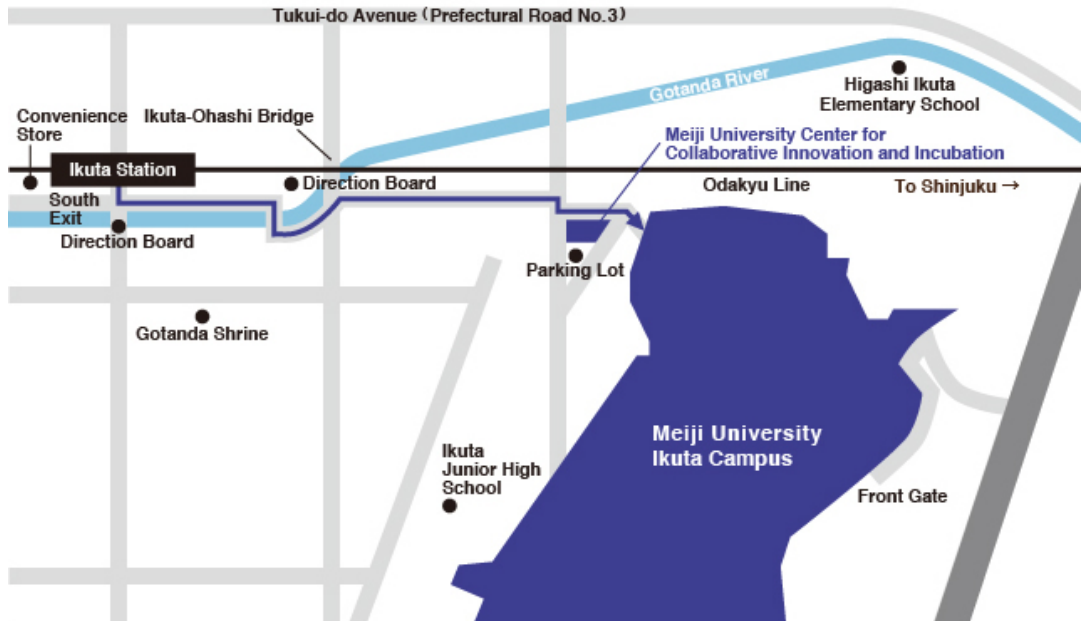 Tukui-do Avenue (Prefectural Road No.3)
Gotanda River
Higashi Ikuta
Elementary School
Convenience
Store
Ikuta-Ohashi Bridge
Meiji University Center for
Collaborative Innovation and Incubation
Ikuta Station
Direction Board
Odakyu Line
To Shinjuku →
South
Exit
Direction Board
Parking Lot
Gotanda Shrine
Meiji University
Ikuta Campus
Ikuta
Junior High
School
Front Gate